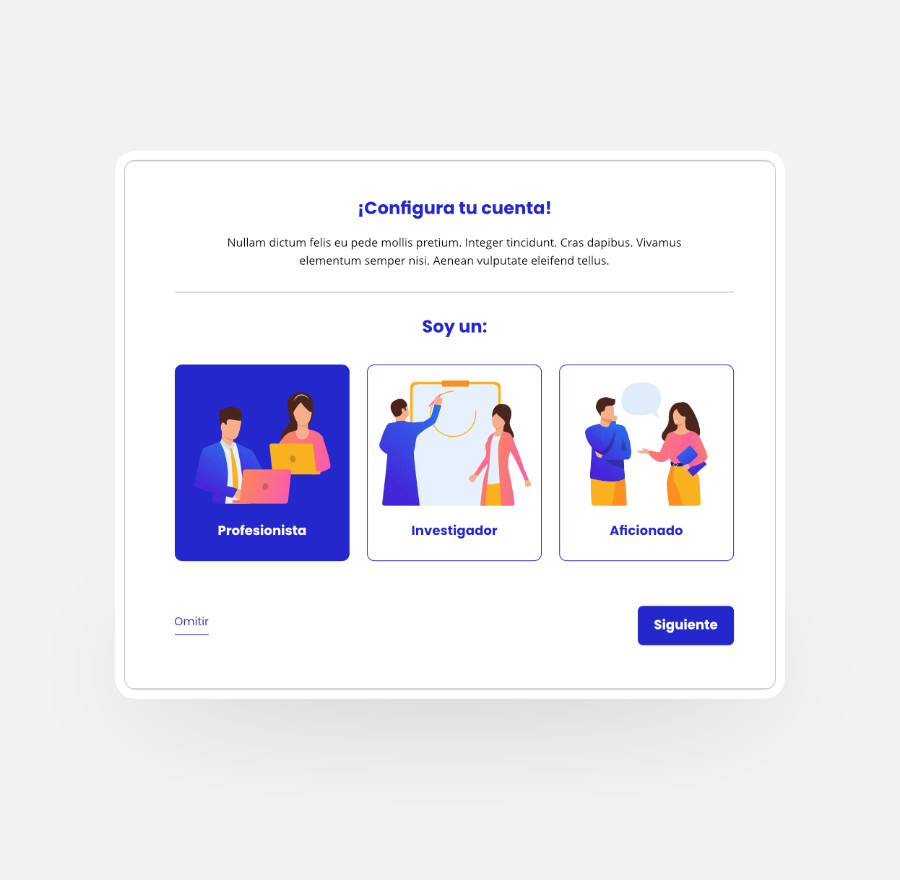 ¡Configura tu cuenta!
Nullam dictum felis eu pede mollis pretium. Integer tincidunt. Cras dapibus. Vivamus
elementum semper nisi. Aenean vulputate eleifend tellus.
Soy un:
Profesionista
Investigador
Aficionado
Omitir
Siguiente